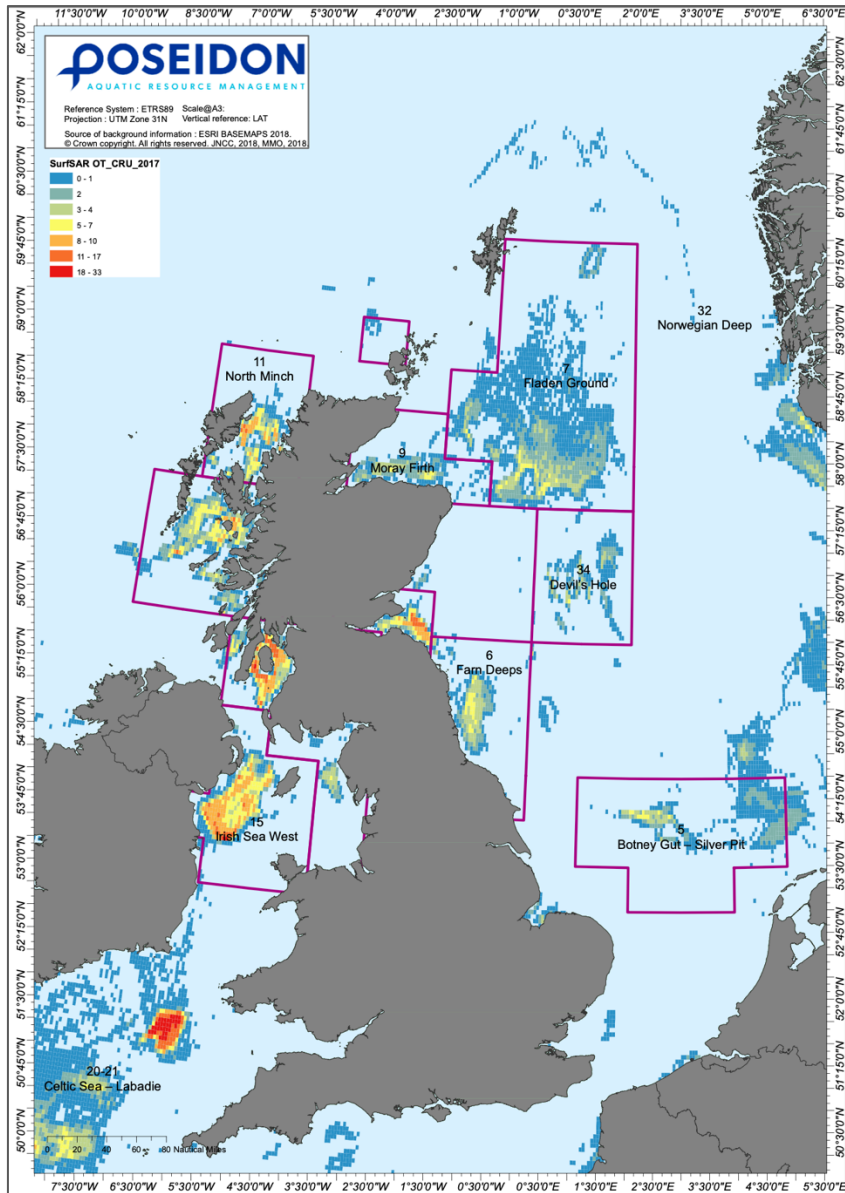 11°30'0"W 10°0'0"W 8°30'0"W 7°0'0"W 5°30'0"W 4°0'0"W 2°30'0"W 1°0'0"W 0°30'0"E 2°0'0"E 3°30'0"E 5°0'0"E 6°30'0"E
POSEIDON
AQUATIC RESOURCE MANAGEMENT
Reference System : ETRS89 Scale@A3:
Projection : UTM Zone 31N Vertical reference: LAT
Source of background information : ESRI BASEMAPS 2018.
© Crown copyright. All rights reserved. JNCC, 2018, MMO, 2018.
SurfSAR OT_CRU_2017
0 - 1
2
3 - 4
5 - 7
8 - 10
11 - 17
18 - 33
62°0'0"N
61°15'0"N
60°30'0"N
59°45'0"N
59°0'0"N
58°15'0"N
57°30'0"N
56°45'0"N
56°0'0"N
55°15'0"N
54°30'0"N
53°45'0"N
53°0'0"N
52°15'0"N
51°30'0"N
50°45'0"N
50°0'0"N
32
Norwegian Deep
11
North Minch
7
Fladen Ground
9
Moray Firth
34
Devil's Hole
6
Farn Deeps
15
Irish Sea West
5
Botney Gut – Silver Pit
20-21
Celtic Sea – Labadie
0 20 40 60 80 Nautical Miles
62°30'0"N
61°45'0"N
61°0'0"N
60°15'0"N
59°30'0"N
58°45'0"N
58°0'0"N
57°15'0"N
56°30'0"N
55°45'0"N
55°0'0"N
54°15'0"N
53°30'0"N
52°45'0"N
52°0'0"N
51°15'0"N
50°30'0"N
7°30'0"W 6°30'0"W 5°30'0"W 4°30'0"W 3°30'0"W 2°30'0"W 1°30'0"W 0°30'0"W 0°30'0"E 1°30'0"E 2°30'0"E 3°30'0"E 4°30'0"E 5°30'0"E